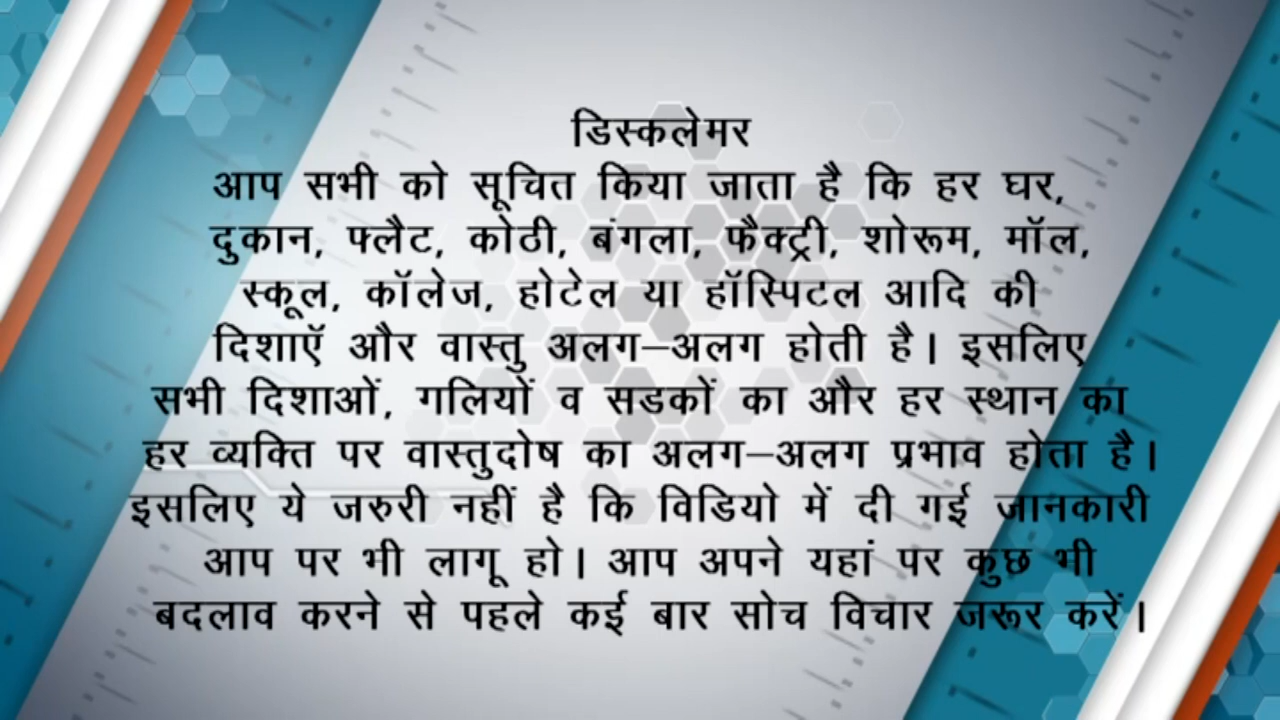 डिस्कलेमर
आप सभी को सूचित किया जाता है कि हर घर,
दुकान, फ्लैट, कोठी, बंगला, फैक्ट्री, शोरूम, मॉल,
स्कूल, कॉलेज, होटेल या हॉस्पिटल आदि की
दिशाऍ और वास्तु अलग–अलग होती है। इसलिए
सभी दिशाओं, गलियों व सडकों का और हर स्थान का
हर व्यक्ति पर वास्तुदोष का अलग–अलग प्रभाव होता है।
इसलिए ये जरुरी नहीं है कि विडियो में दी गई जानकारी
आप पर भी लागू हो। आप अपने यहां पर कुछ भी
बदलाव करने से पहले कई बार सोच विचार जरूर करें।